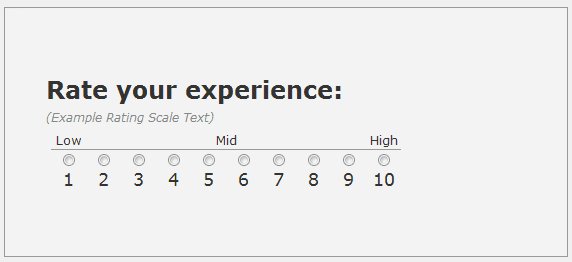 Rate your experience:
(Example Rating Scale Text)
Low Mid High
1 2 3 4 5 6 7 8 9 10